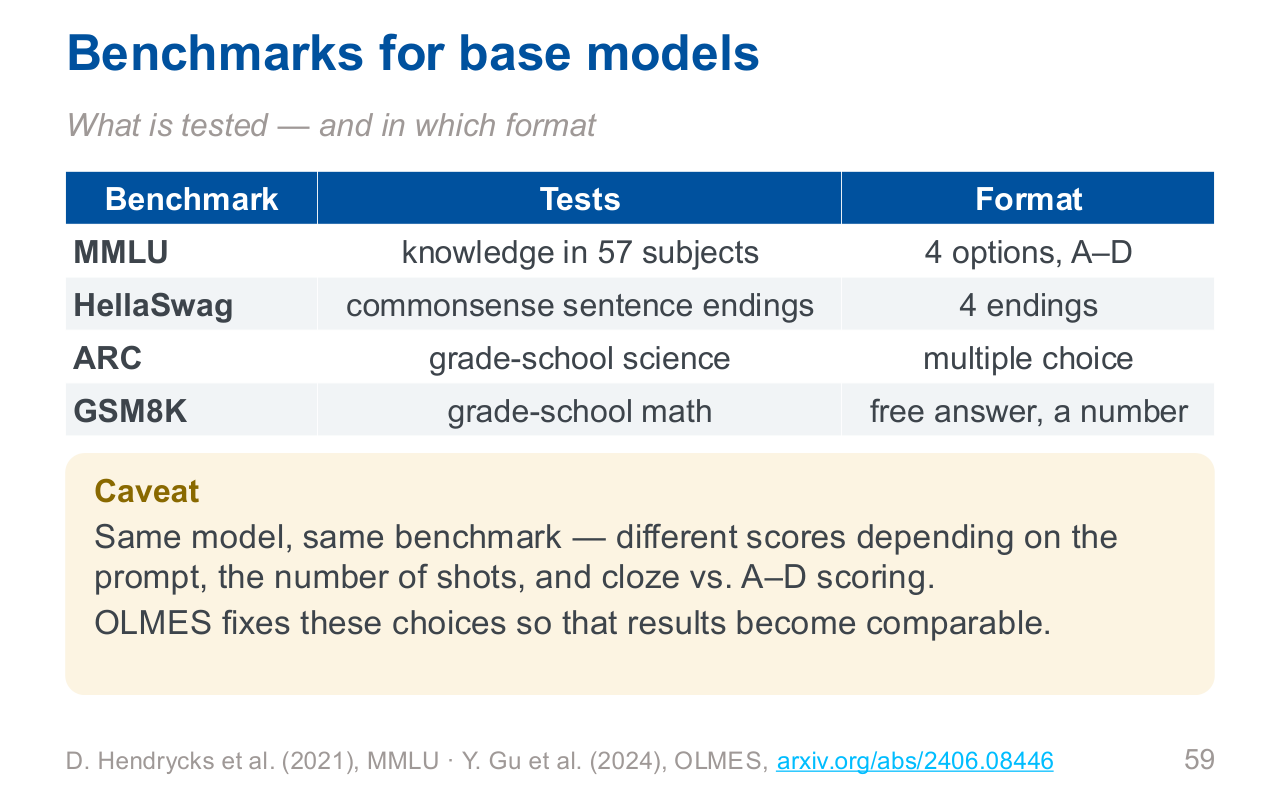 Benchmarks for base models
What is tested — and in which format
Benchmark Tests Format
MMLU knowledge in 57 subjects 4 options, A–D
HellaSwag commonsense sentence endings 4 endings
ARC grade-school science multiple choice
GSM8K grade-school math free answer, a number
Caveat
Same model, same benchmark — different scores depending on the
prompt, the number of shots, and cloze vs. A–D scoring.
OLMES fixes these choices so that results become comparable.
D. Hendrycks et al. (2021), MMLU · Y. Gu et al. (2024), OLMES, arxiv.org/abs/2406.08446 59